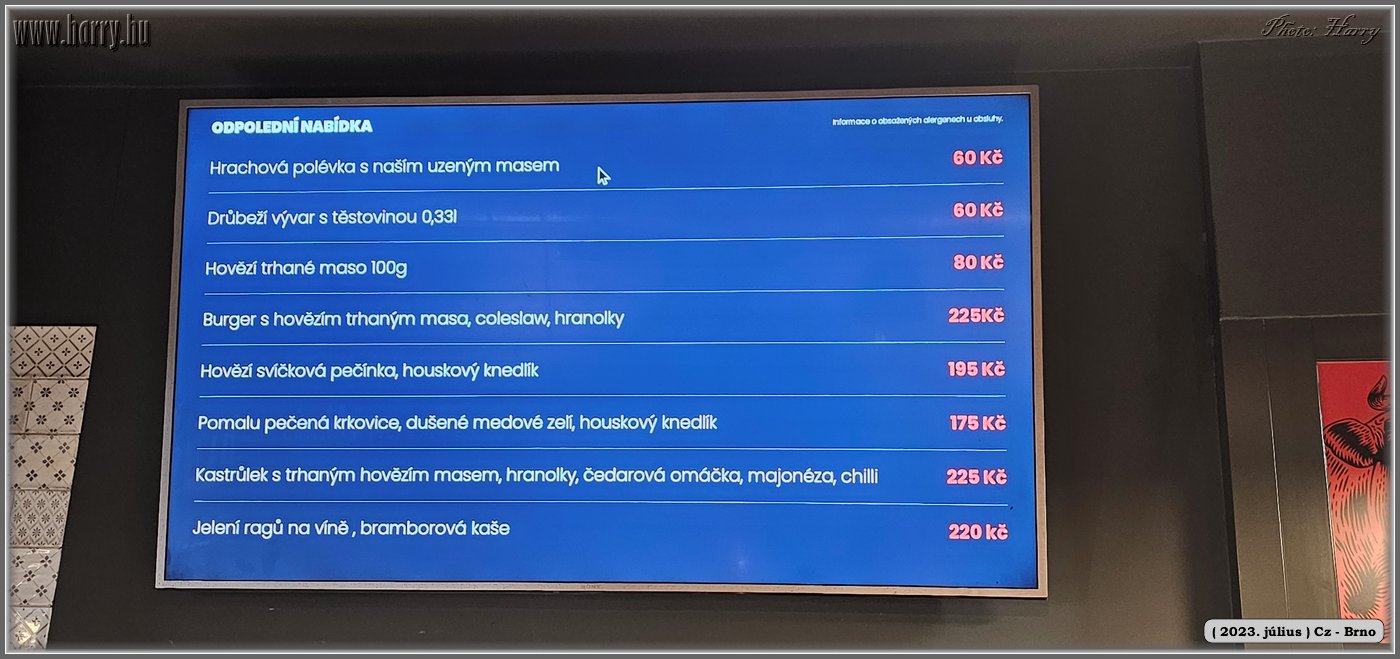 www.harry.hu
Photo: Harry
ODPOLEDNÍ NABÍDKA
Informace o obsažených alergenech u obsluhy.
Hrachová polévka s naším uzeným masem 60 Kč
Drůbeží vývar s těstovinou 0,33l 60 Kč
Hovězí trhané maso 100g 80 Kč
Burger s hovězím trhaným masa, coleslaw, hranolky 225Kč
Hovězí svíčková pečínka, houskový knedlík 195 Kč
Pomalu pečená krkovice, dušené medové zelí, houskový knedlík 175 Kč
Kastrůlek s trhaným hovězím masem, hranolky, čedarová omáčka, majonéza, chilli 225 Kč
Jelení ragů na víně , bramborová kaše 220 kč
SONY
( 2023. július ) Cz - Brno